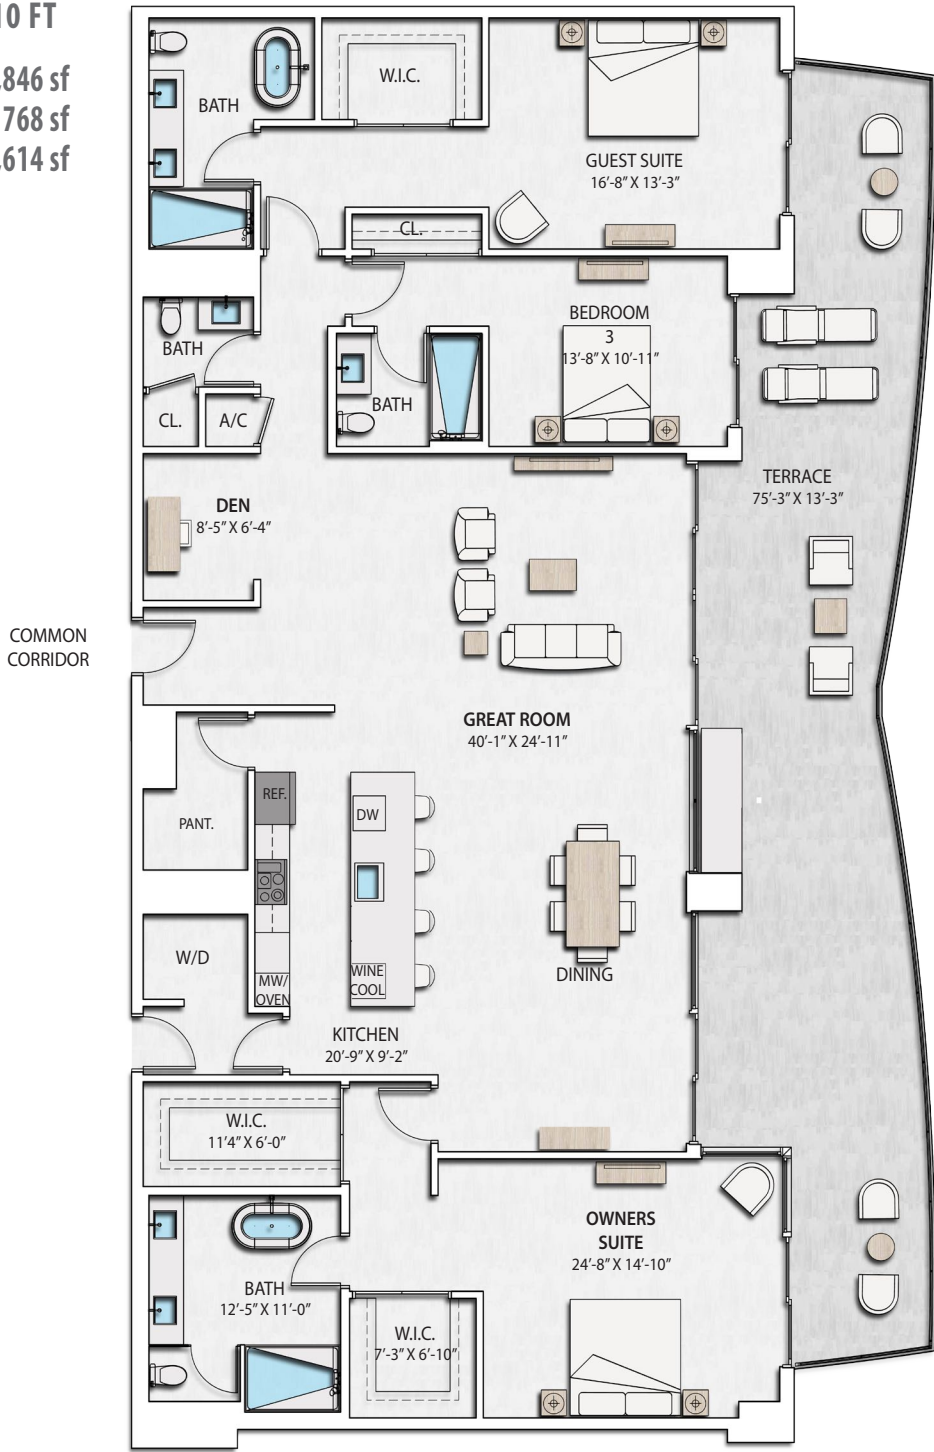 10 FT
846 sf
768 sf
614 sf
W.I.C.
BATH
GUEST SUITE
16'-8" X 13'-3"
CL.
BEDROOM
3
13'-8" X 10'-11"
BATH
BATH
CL.
A/C
TERRACE
75'-3" X 13'-3"
DEN
8'-5" X 6'-4"
COMMON
CORRIDOR
GREAT ROOM
40'-1" X 24'-11"
REF.
DW
PANT.
W/D
MW/
OVEN
WINE
COOL
DINING
KITCHEN
20'-9" X 9'-2"
W.I.C.
11'4" X 6'-0"
OWNERS
SUITE
24'-8" X 14'-10"
BATH
12'-5" X 11'-0"
W.I.C.
7'-3" X 6'-10"